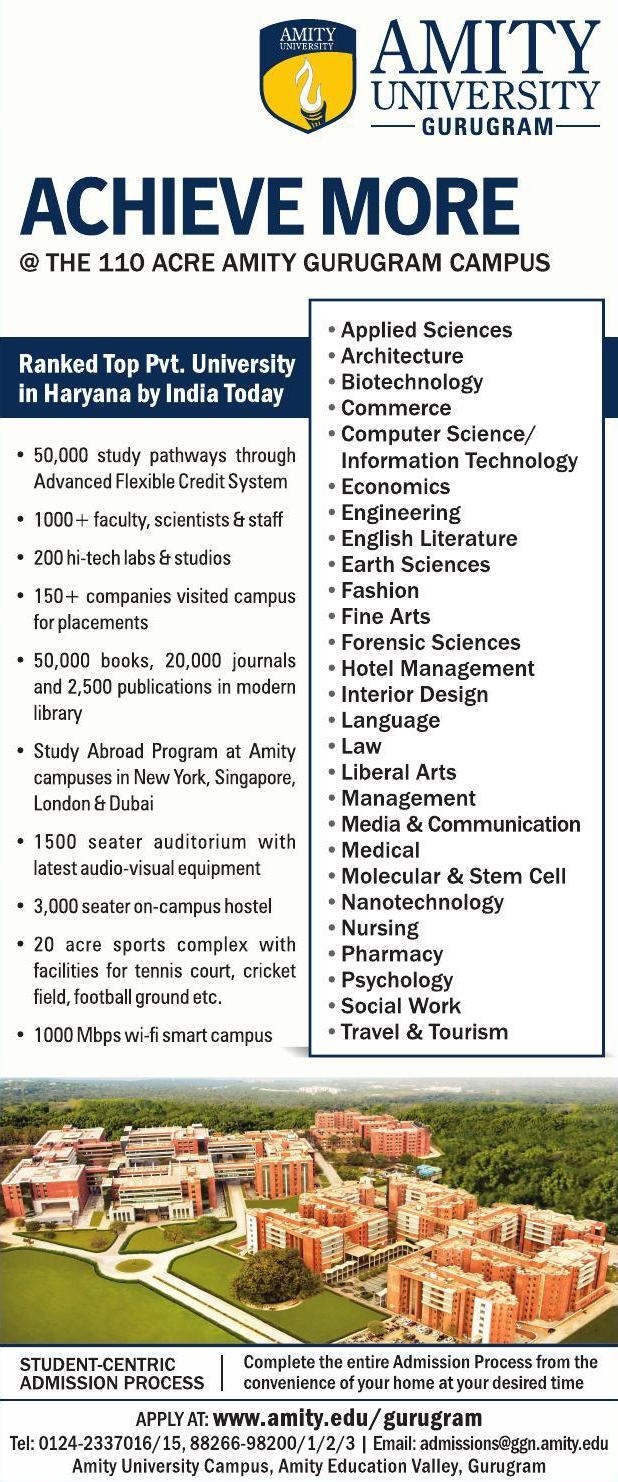 AMITY
UNIVERSITY
AMITY
UNIVERSITY
GURUGRAM
ACHIEVE MORE
@ THE 110 ACRE AMITY GURUGRAM CAMPUS
Ranked Top Pvt. University
in Haryana by India Today
• 50,000 study pathways through
Advanced Flexible Credit System
• 1000+ faculty, scientists & staff
• 200 hi-tech labs & studios
• 150+ companies visited campus
for placements
• 50,000 books, 20,000 journals
and 2,500 publications in modern
library
• Study Abroad Program at Amity
campuses in New York, Singapore,
London & Dubai
• 1500 seater auditorium with
latest audio-visual equipment
• 3,000 seater on-campus hostel
• 20 acre sports complex with
facilities for tennis court, cricket
field, football ground etc.
• 1000 Mbps wi-fi smart campus
• Applied Sciences
• Architecture
• Biotechnology
• Commerce
• Computer Science/
Information Technology
• Economics
• Engineering
• English Literature
• Earth Sciences
• Fashion
• Fine Arts
• Forensic Sciences
• Hotel Management
• Interior Design
• Language
• Law
• Liberal Arts
• Management
• Media & Communication
• Medical
• Molecular & Stem Cell
• Nanotechnology
• Nursing
• Pharmacy
• Psychology
• Social Work
• Travel & Tourism
STUDENT-CENTRIC
ADMISSION PROCESS
Complete the entire Admission Process from the
convenience of your home at your desired time
APPLY AT: www.amity.edu/gurugram
Tel: 0124-2337016/15, 88266-98200/1/2/3 | Email: admissions@ggn.amity.edu
Amity University Campus, Amity Education Valley, Gurugram